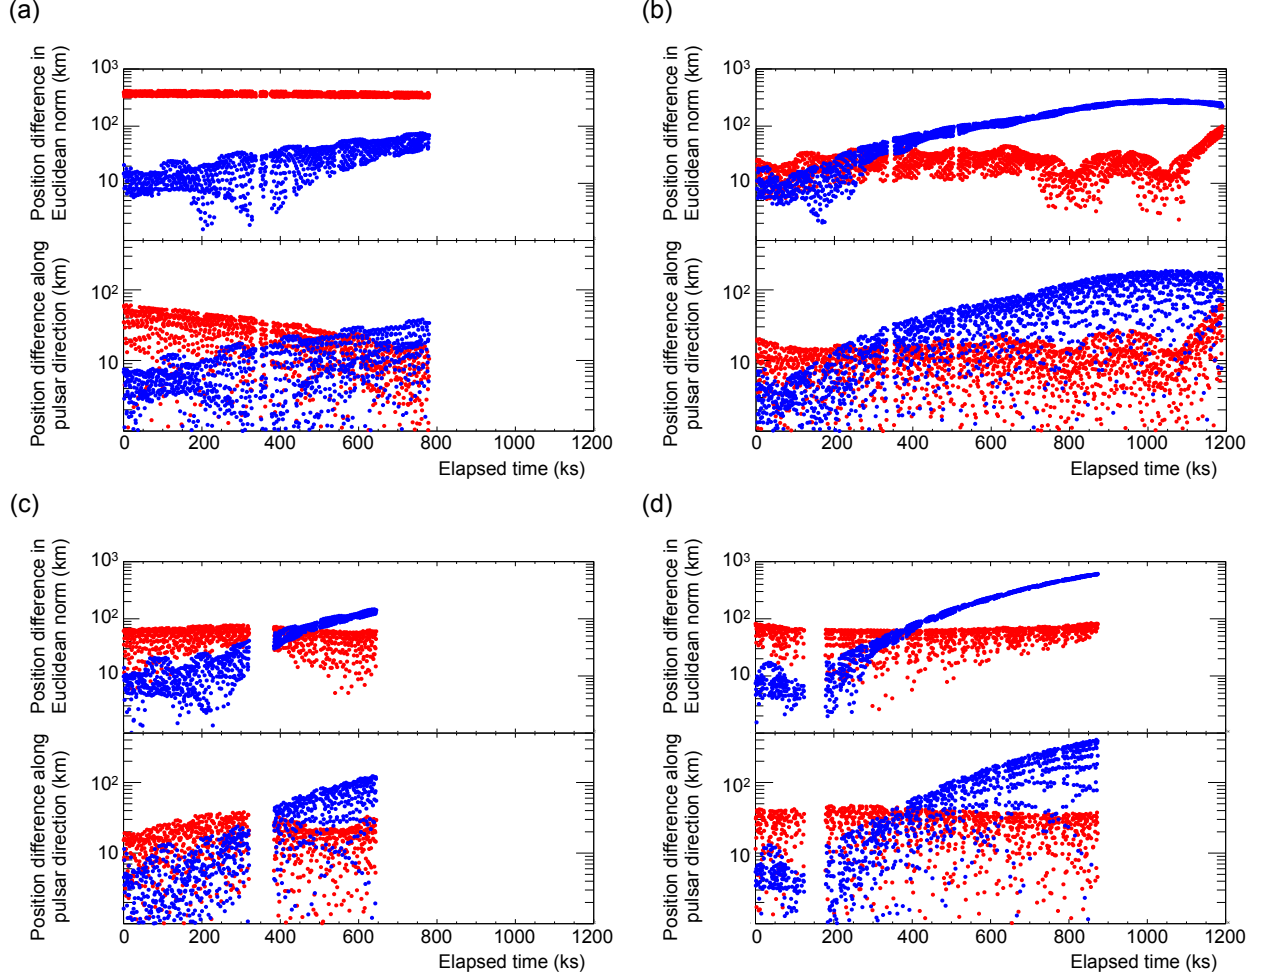 (a)
Position difference in
Euclidean norm (km)
10³
10²
10
Position difference along
pulsar direction (km)
10²
10
0 200 400 600 800 1000 1200
Elapsed time (ks)
(b)
Position difference in
Euclidean norm (km)
10³
10²
10
Position difference along
pulsar direction (km)
10²
10
0 200 400 600 800 1000 1200
Elapsed time (ks)
(c)
Position difference in
Euclidean norm (km)
10³
10²
10
Position difference along
pulsar direction (km)
10²
10
0 200 400 600 800 1000 1200
Elapsed time (ks)
(d)
Position difference in
Euclidean norm (km)
10³
10²
10
Position difference along
pulsar direction (km)
10²
10
0 200 400 600 800 1000 1200
Elapsed time (ks)